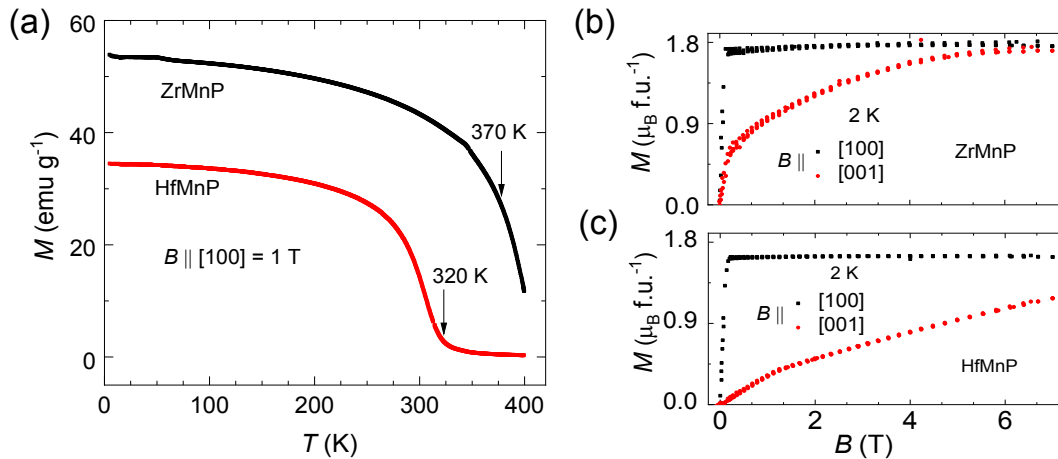 (a)
60
40
20
0
M (emu g⁻¹)
ZrMnP
370 K
HfMnP
320 K
B || [100] = 1 T
0 100 200 300 400
T (K)
(b)
1.8
0.9
0.0
M (μB f.u.⁻¹)
2 K
B || [100]
[001]
ZrMnP
(c)
1.8
0.9
0.0
M (μB f.u.⁻¹)
2 K
B || [100]
[001]
HfMnP
0 2 4 6
B (T)